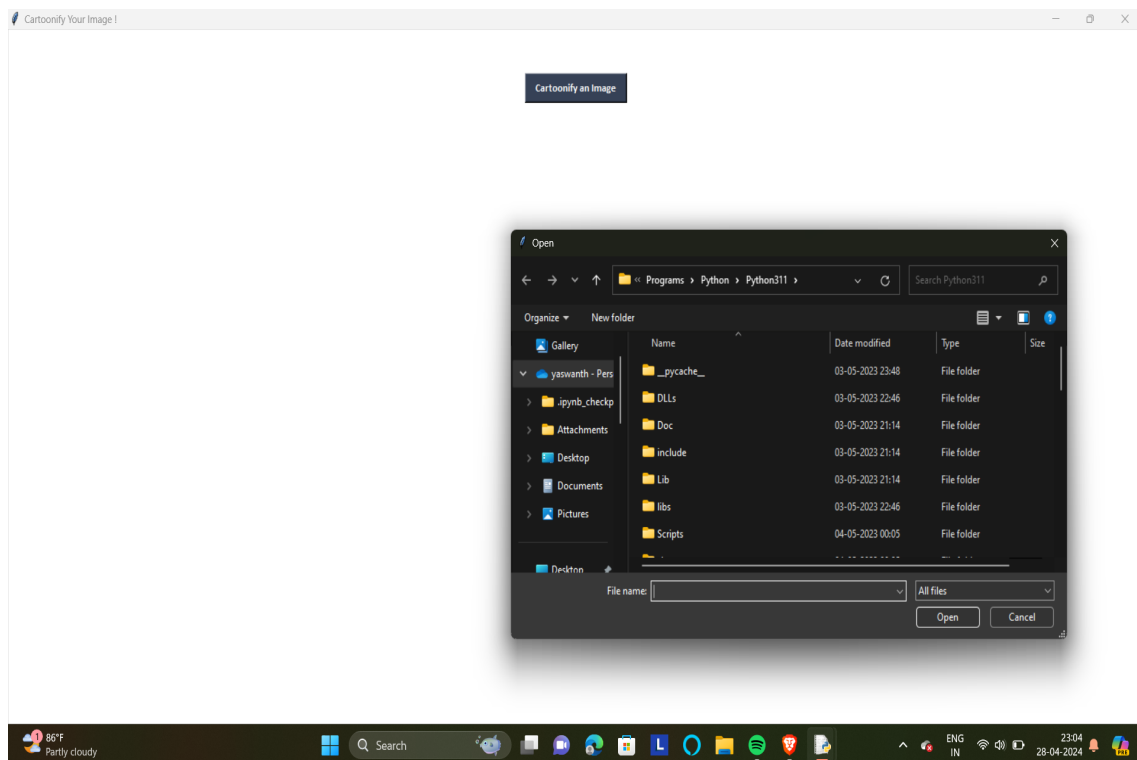 Cartoonify Your Image !
Cartoonify an Image
Open
« Programs › Python › Python311 ›
Search Python311
Organize
New folder
Gallery
Name
Date modified
Type
Size
yaswanth - Pers
__pycache__
03-05-2023 23:48
File folder
.ipynb_checkp
DLLs
03-05-2023 22:46
File folder
Attachments
Doc
03-05-2023 21:14
File folder
Desktop
include
03-05-2023 21:14
File folder
Documents
Lib
03-05-2023 21:14
File folder
Pictures
libs
03-05-2023 22:46
File folder
Scripts
04-05-2023 00:05
File folder
Desktop
File name:
All files
Open
Cancel
1
86°F
Partly cloudy
Search
L
PRE
ENG
IN
23:04
28-04-2024